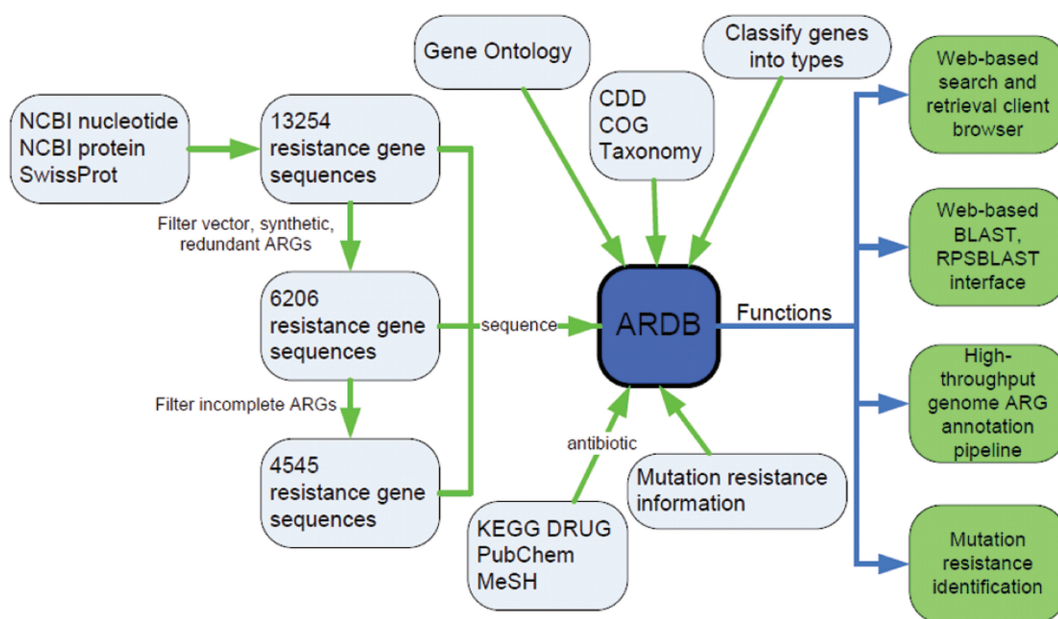 Gene Ontology
Classify genes
into types
CDD
COG
Taxonomy
NCBI nucleotide
NCBI protein
SwissProt
13254
resistance gene
sequences
Filter vector, synthetic,
redundant ARGs
6206
resistance gene
sequences
Filter incomplete ARGs
4545
resistance gene
sequences
sequence
ARDB
antibiotic
KEGG DRUG
PubChem
MeSH
Mutation resistance
information
Functions
Web-based
search and
retrieval client
browser
Web-based
BLAST,
RPSBLAST
interface
High-
throughput
genome ARG
annotation
pipeline
Mutation
resistance
identification